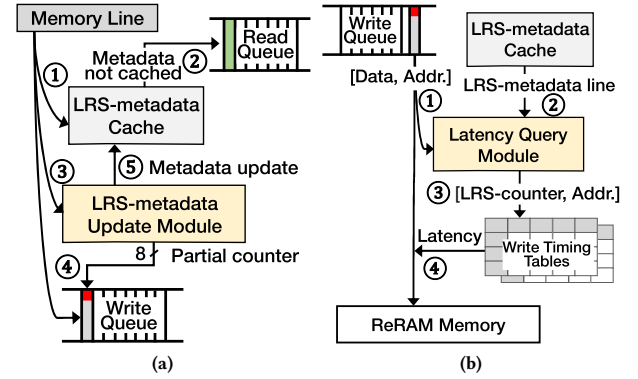 Memory Line
Read
Queue
Metadata
not cached
②
①
LRS-metadata
Cache
③
⑤ Metadata update
LRS-metadata
Update Module
8
Partial counter
④
Write
Queue
(a)
Write
Queue
LRS-metadata
Cache
[Data, Addr.]
LRS-metadata line
①
②
Latency Query
Module
③ [LRS-counter, Addr.]
Latency
Write Timing
Tables
④
ReRAM Memory
(b)